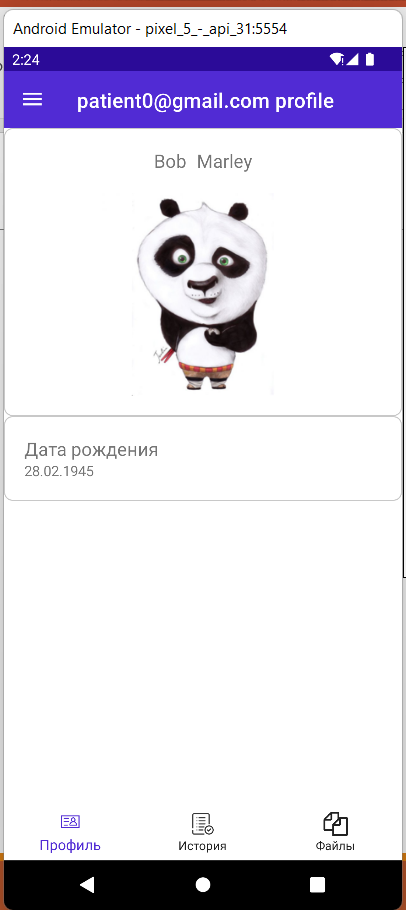 Android Emulator - pixel_5_-_api_31:5554
2:24
patient0@gmail.com profile
Bob Marley
Дата рождения
28.02.1945
Профиль
История
Файлы